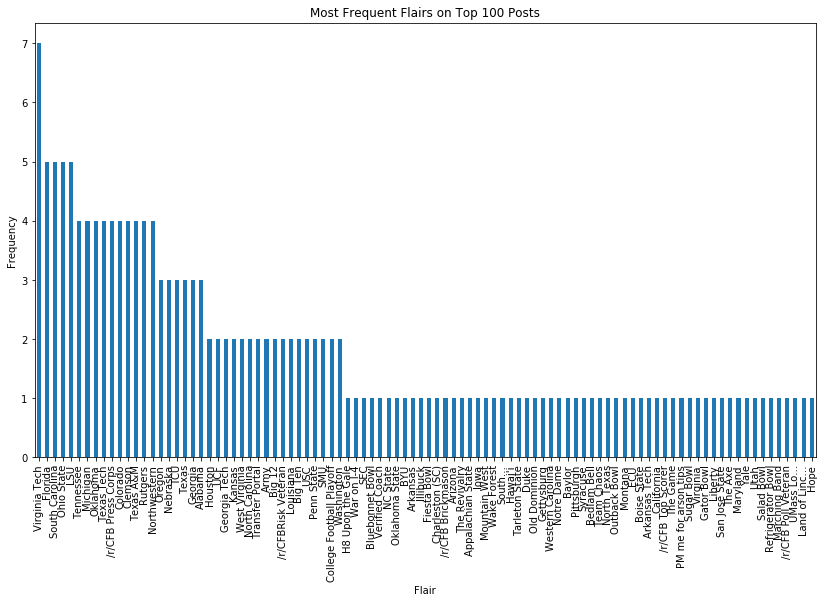 Most Frequent Flairs on Top 100 Posts
Frequency
7
6
5
4
3
2
1
0
Virginia Tech
Florida
South Carolina
Ohio State
LSU
Tennessee
Michigan
Oklahoma
Texas Tech
/r/CFB Press Corps
Colorado
Clemson
Texas A&M
Rutgers
Northwestern
Oregon
Nebraska
TCU
Texas
Georgia
Alabama
Houston
UCF
Georgia Tech
Kansas
West Virginia
North Carolina
Transfer Portal
Army
Big 12
/r/CFBRisk Veteran
Louisiana
Big Ten
USC
Penn State
SMU
College Football Playoff
Washington
H8 Upon the Gale
War on I-4
SEC
Bluebonnet Bowl
Verified Coach
NC State
Oklahoma State
BYU
Arkansas
Illibuck
Fiesta Bowl
Charleston (SC)
/r/CFB Brickmason
Arizona
The Revivalry
Appalachian State
Iowa
Mountain West
Wake Forest
South…
Hawai'i
Tarleton State
Duke
Old Dominion
Gettysburg
Western Carolina
Notre Dame
Baylor
Pittsburgh
Syracuse
Bedlam Bell
Team Chaos
North Texas
Outback Bowl
Montana
ECU
Boise State
Arkansas Tech
California
/r/CFB Top Scorer
The Game
PM me for arson tips
Sugar Bowl
Virginia
Gator Bowl
Liberty
San José State
The Axe
Maryland
Yale
Utah
Salad Bowl
Refrigerator Bowl
Marching Band
/r/CFB Poll Veteran
UMass Lo…
Land of Linc…
Hope
Flair